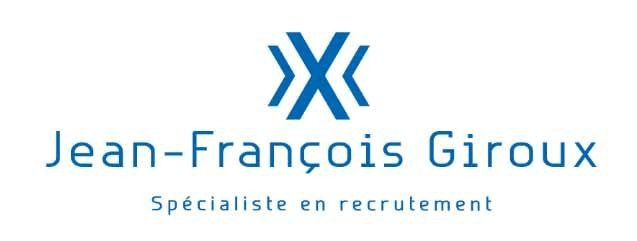 Jean-François Giroux
Spécialiste en recrutement